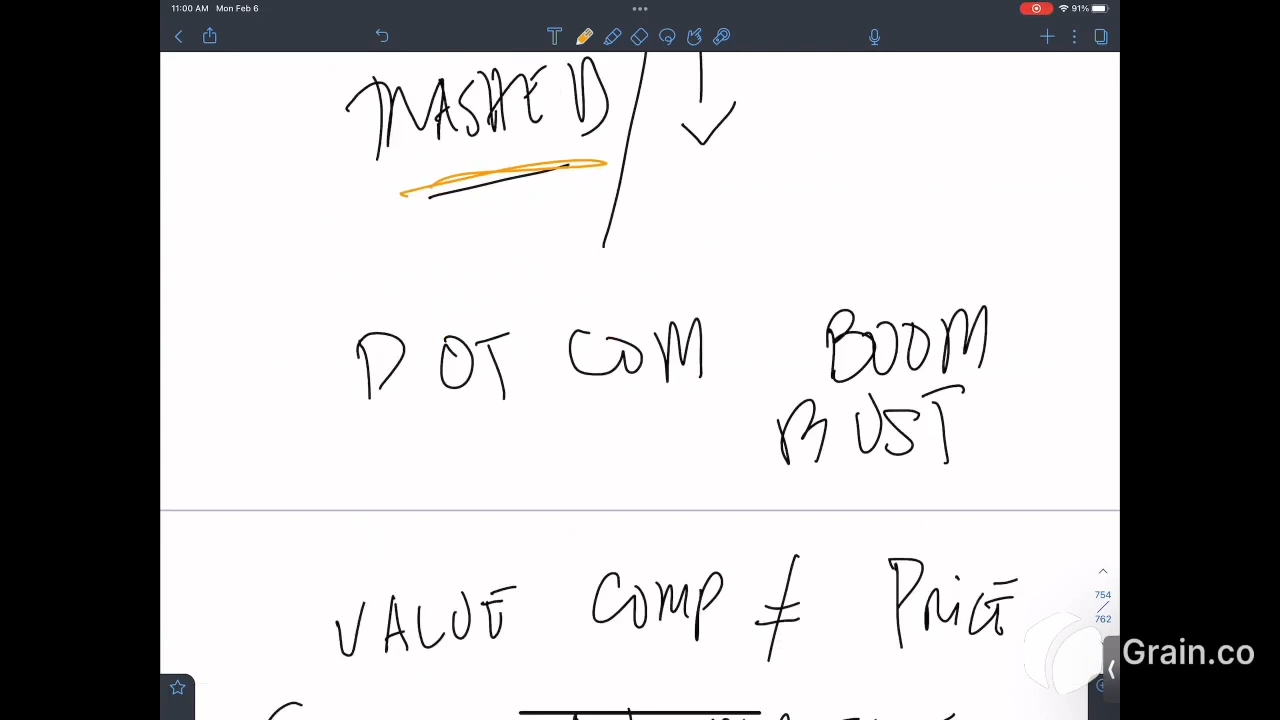 11:00 AM Mon Feb 6
91%
TRASHED
DOT COM BOOM
BUST
VALUE COMP ≠ PRICE
754
762
Grain.co